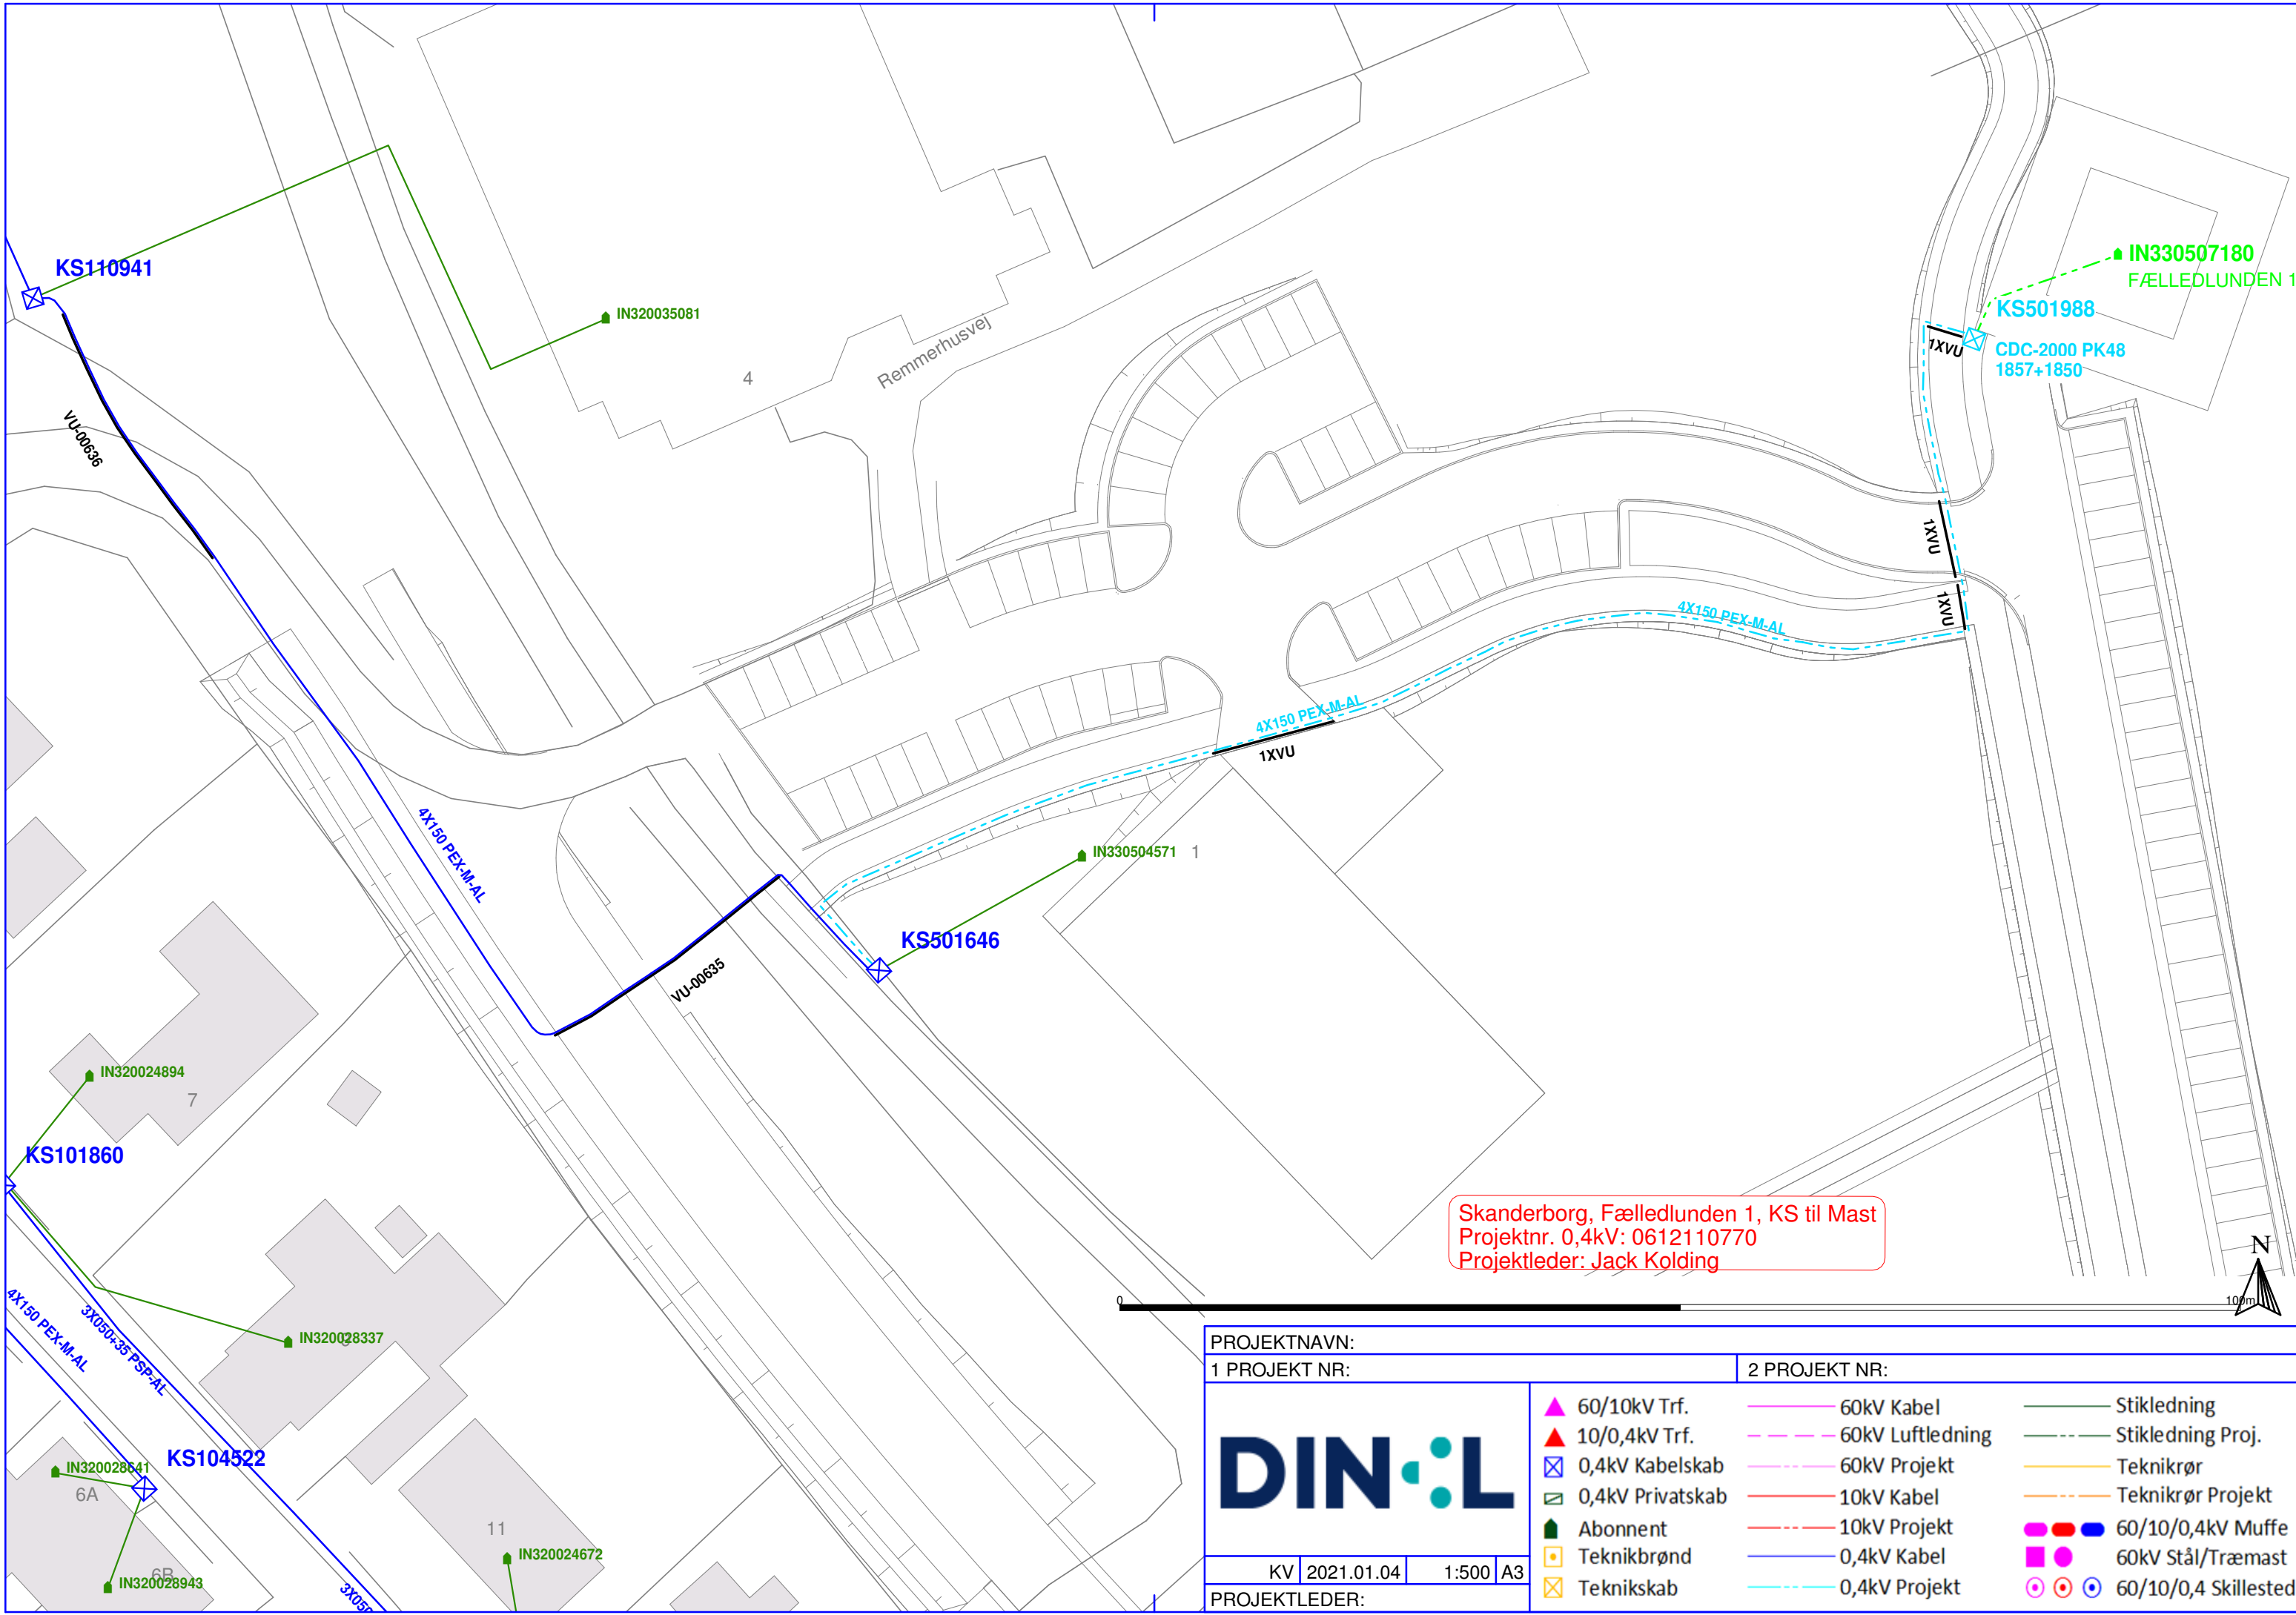 KS110941
IN320035081
4
Remmerhusvej
VU-00636
IN330507180
FÆLLEDLUNDEN 1
KS501988
CDC-2000 PK48
1857+1850
1XVU
1XVU
1XVU
4X150 PEX-M-AL
4X150 PEX-M-AL
1XVU
4X150 PEX-M-AL
IN330504571
1
KS501646
VU-00635
IN320024894
7
KS101860
IN320028337
4X150 PEX-M-AL
3X050+35 PSP-AL
KS104522
IN320028641
6A
6B
IN320028943
11
IN320024672
3X050
Skanderborg, Fælledlunden 1, KS til Mast
Projektnr. 0,4kV: 0612110770
Projektleder: Jack Kolding
N
0
100m
PROJEKTNAVN:
1 PROJEKT NR:
2 PROJEKT NR:
DIN EL
KV 2021.01.04 1:500 A3
PROJEKTLEDER:
60/10kV Trf.
10/0,4kV Trf.
0,4kV Kabelskab
0,4kV Privatskab
Abonnent
Teknikbrønd
Teknikskab
60kV Kabel
60kV Luftledning
60kV Projekt
10kV Kabel
10kV Projekt
0,4kV Kabel
0,4kV Projekt
Stikledning
Stikledning Proj.
Teknikrør
Teknikrør Projekt
60/10/0,4kV Muffe
60kV Stål/Træmast
60/10/0,4 Skillested